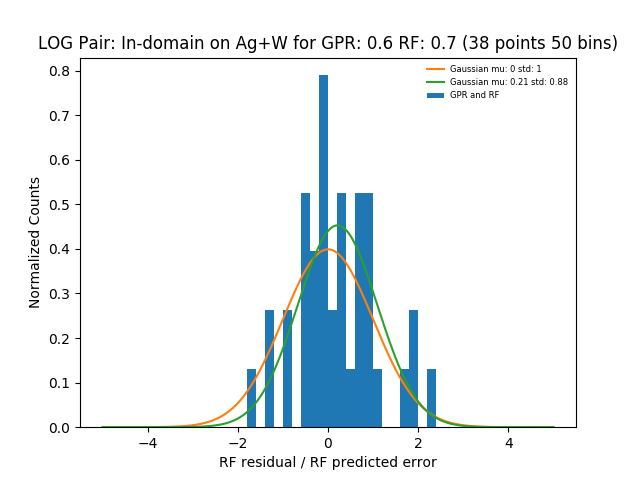 LOG Pair: In-domain on Ag+W for GPR: 0.6 RF: 0.7 (38 points 50 bins)
Gaussian mu: 0 std: 1
Gaussian mu: 0.21 std: 0.88
GPR and RF
Normalized Counts
0.8
0.7
0.6
0.5
0.4
0.3
0.2
0.1
0.0
−4 −2 0 2 4
RF residual / RF predicted error